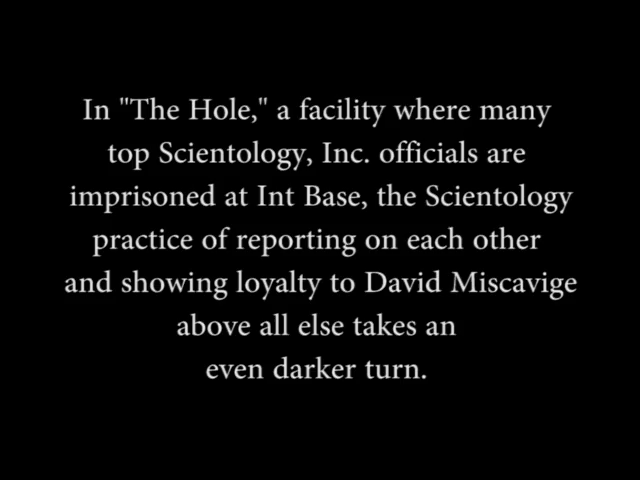 In "The Hole," a facility where many
top Scientology, Inc. officials are
imprisoned at Int Base, the Scientology
practice of reporting on each other
and showing loyalty to David Miscavige
above all else takes an
even darker turn.